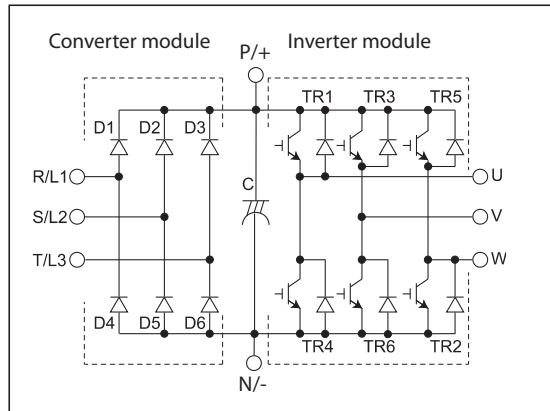 Converter module
Inverter module
P/+
TR1
TR3
TR5
D1
D2
D3
R/L1
C
U
S/L2
V
T/L3
W
D4
D5
D6
TR4
TR6
TR2
N/-